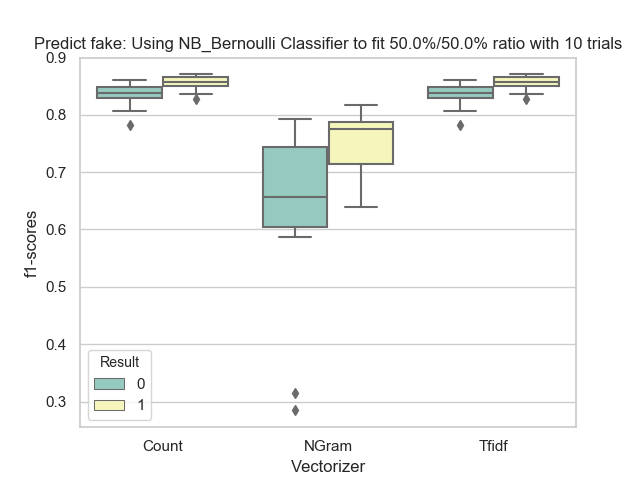 Predict fake: Using NB_Bernoulli Classifier to fit 50.0%/50.0% ratio with 10 trials
0.9
0.8
0.7
0.6
0.5
0.4
0.3
f1-scores
Result
0
1
Count NGram Tfidf
Vectorizer